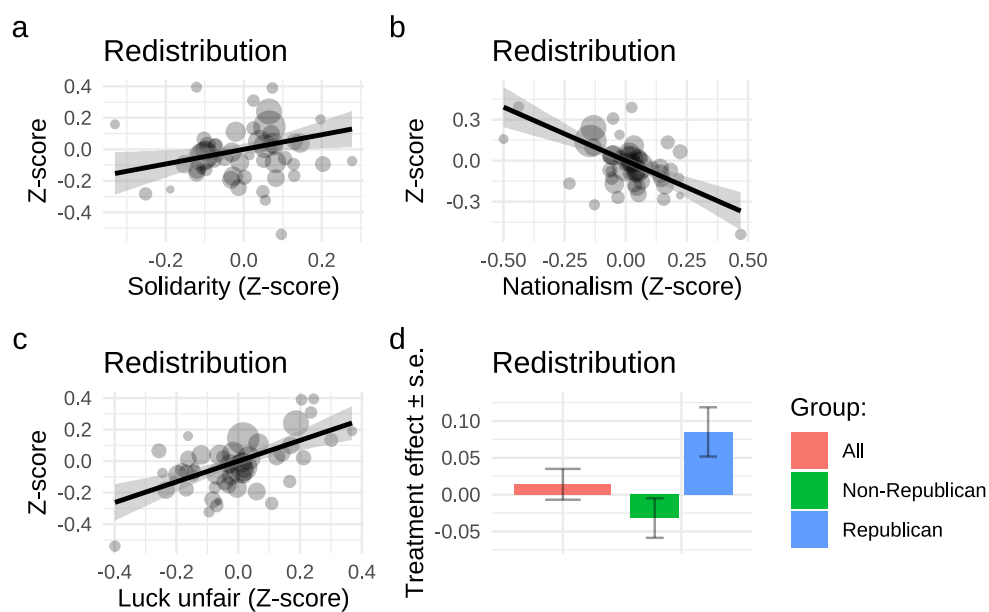 a
Redistribution
Z-score
0.4
0.2
0.0
-0.2
-0.4
-0.2
0.0
0.2
Solidarity (Z-score)
b
Redistribution
Z-score
0.3
0.0
-0.3
-0.50
-0.25
0.00
0.25
0.50
Nationalism (Z-score)
c
Redistribution
Z-score
0.4
0.2
0.0
-0.2
-0.4
-0.4
-0.2
0.0
0.2
0.4
Luck unfair (Z-score)
d
Redistribution
Treatment effect ± s.e.
0.10
0.05
0.00
-0.05
Group:
All
Non-Republican
Republican